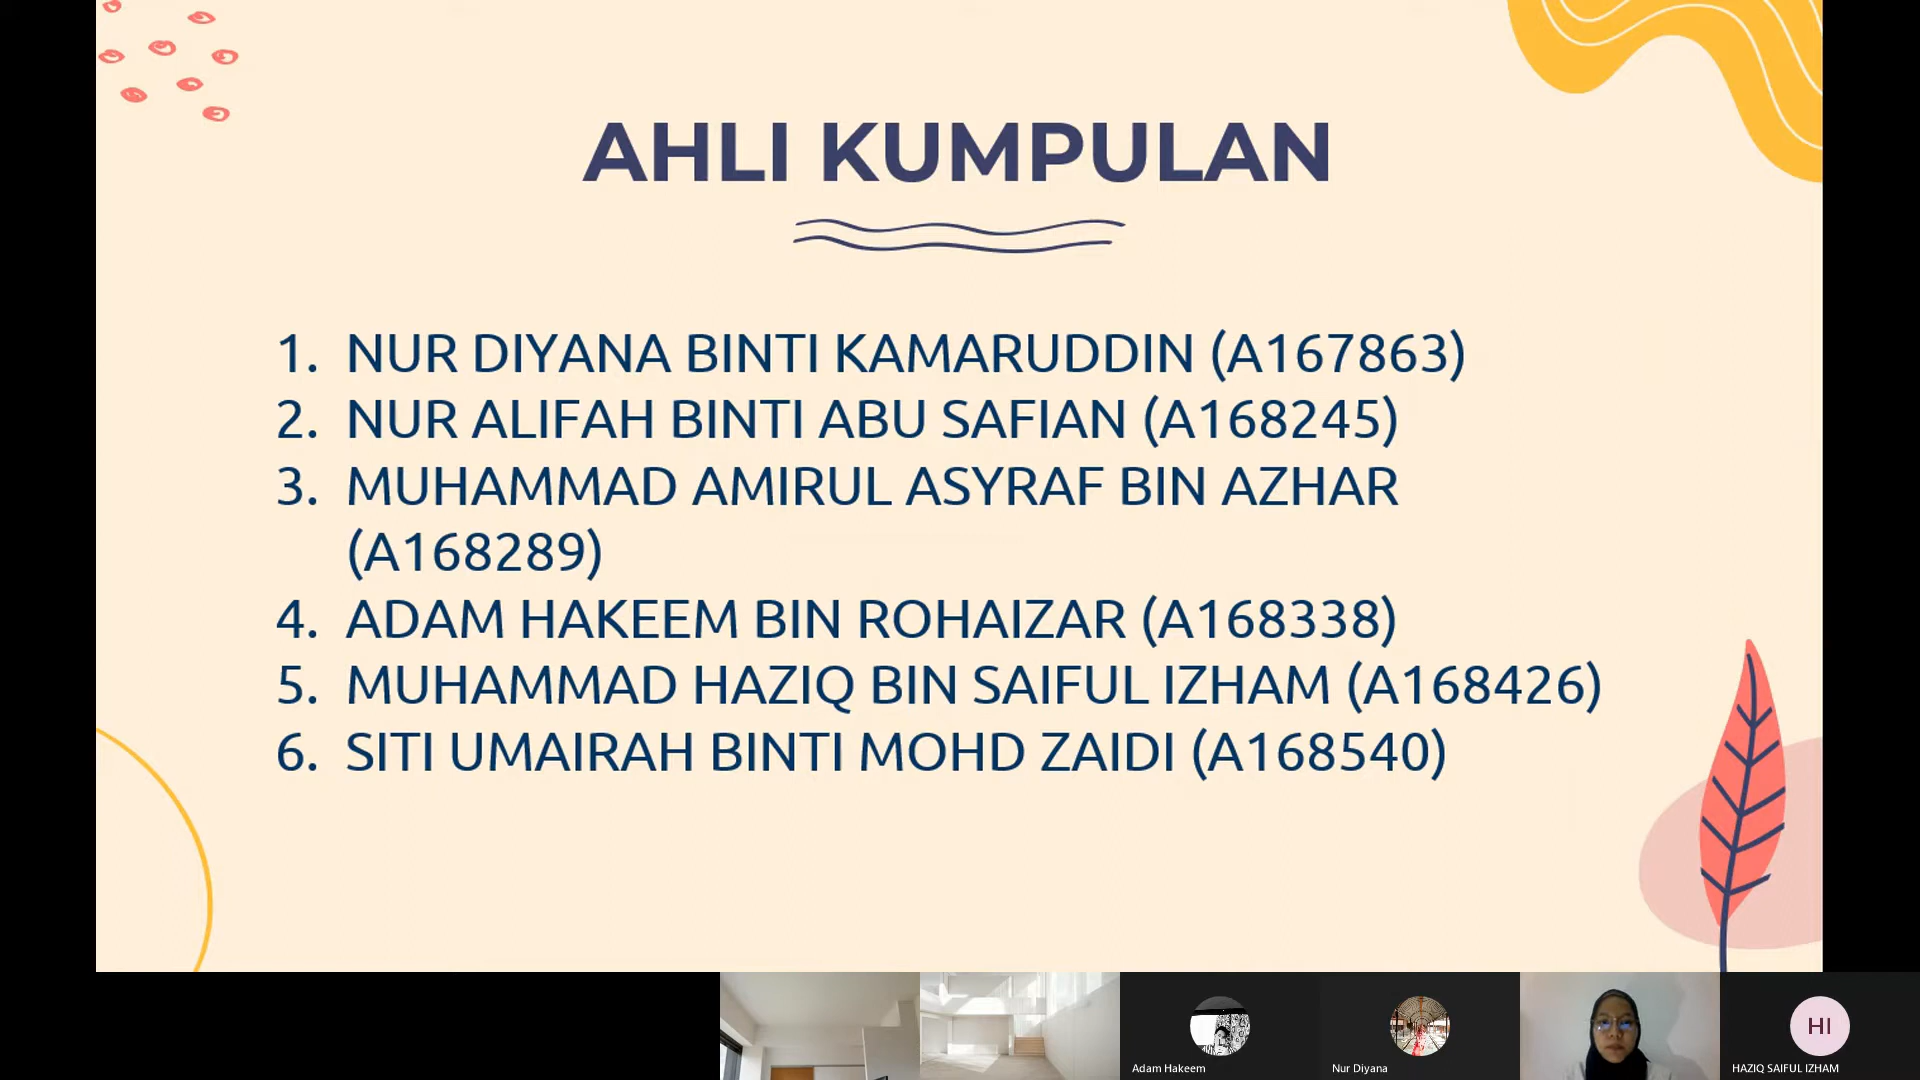 AHLI KUMPULAN
1. NUR DIYANA BINTI KAMARUDDIN (A167863)
2. NUR ALIFAH BINTI ABU SAFIAN (A168245)
3. MUHAMMAD AMIRUL ASYRAF BIN AZHAR
(A168289)
4. ADAM HAKEEM BIN ROHAIZAR (A168338)
5. MUHAMMAD HAZIQ BIN SAIFUL IZHAM (A168426)
6. SITI UMAIRAH BINTI MOHD ZAIDI (A168540)
HI
Adam Hakeem
Nur Diyana
HAZIQ SAIFUL IZHAM